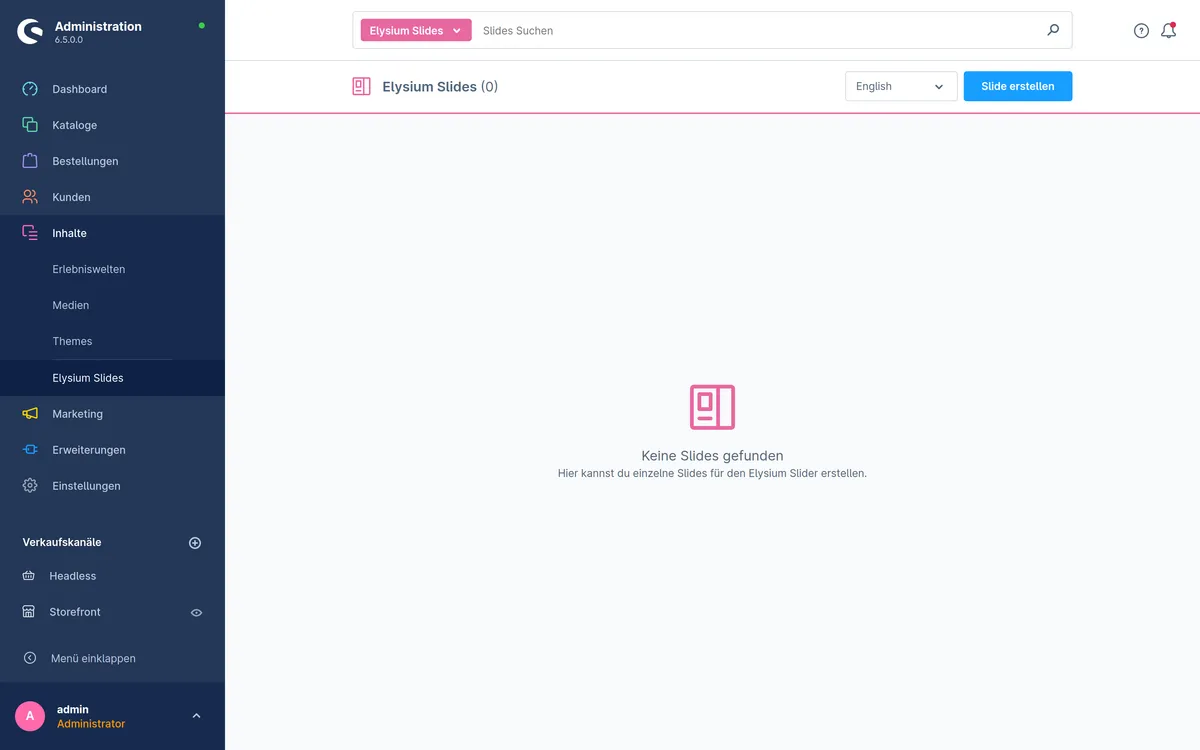 Administration
6.5.0.0
Dashboard
Kataloge
Bestellungen
Kunden
Inhalte
Erlebniswelten
Medien
Themes
Elysium Slides
Marketing
Erweiterungen
Einstellungen
Verkaufskanäle
Headless
Storefront
Menü einklappen
A
admin
Administrator
Elysium Slides
Slides Suchen
?
Elysium Slides (0)
English
Slide erstellen
Keine Slides gefunden
Hier kannst du einzelne Slides für den Elysium Slider erstellen.